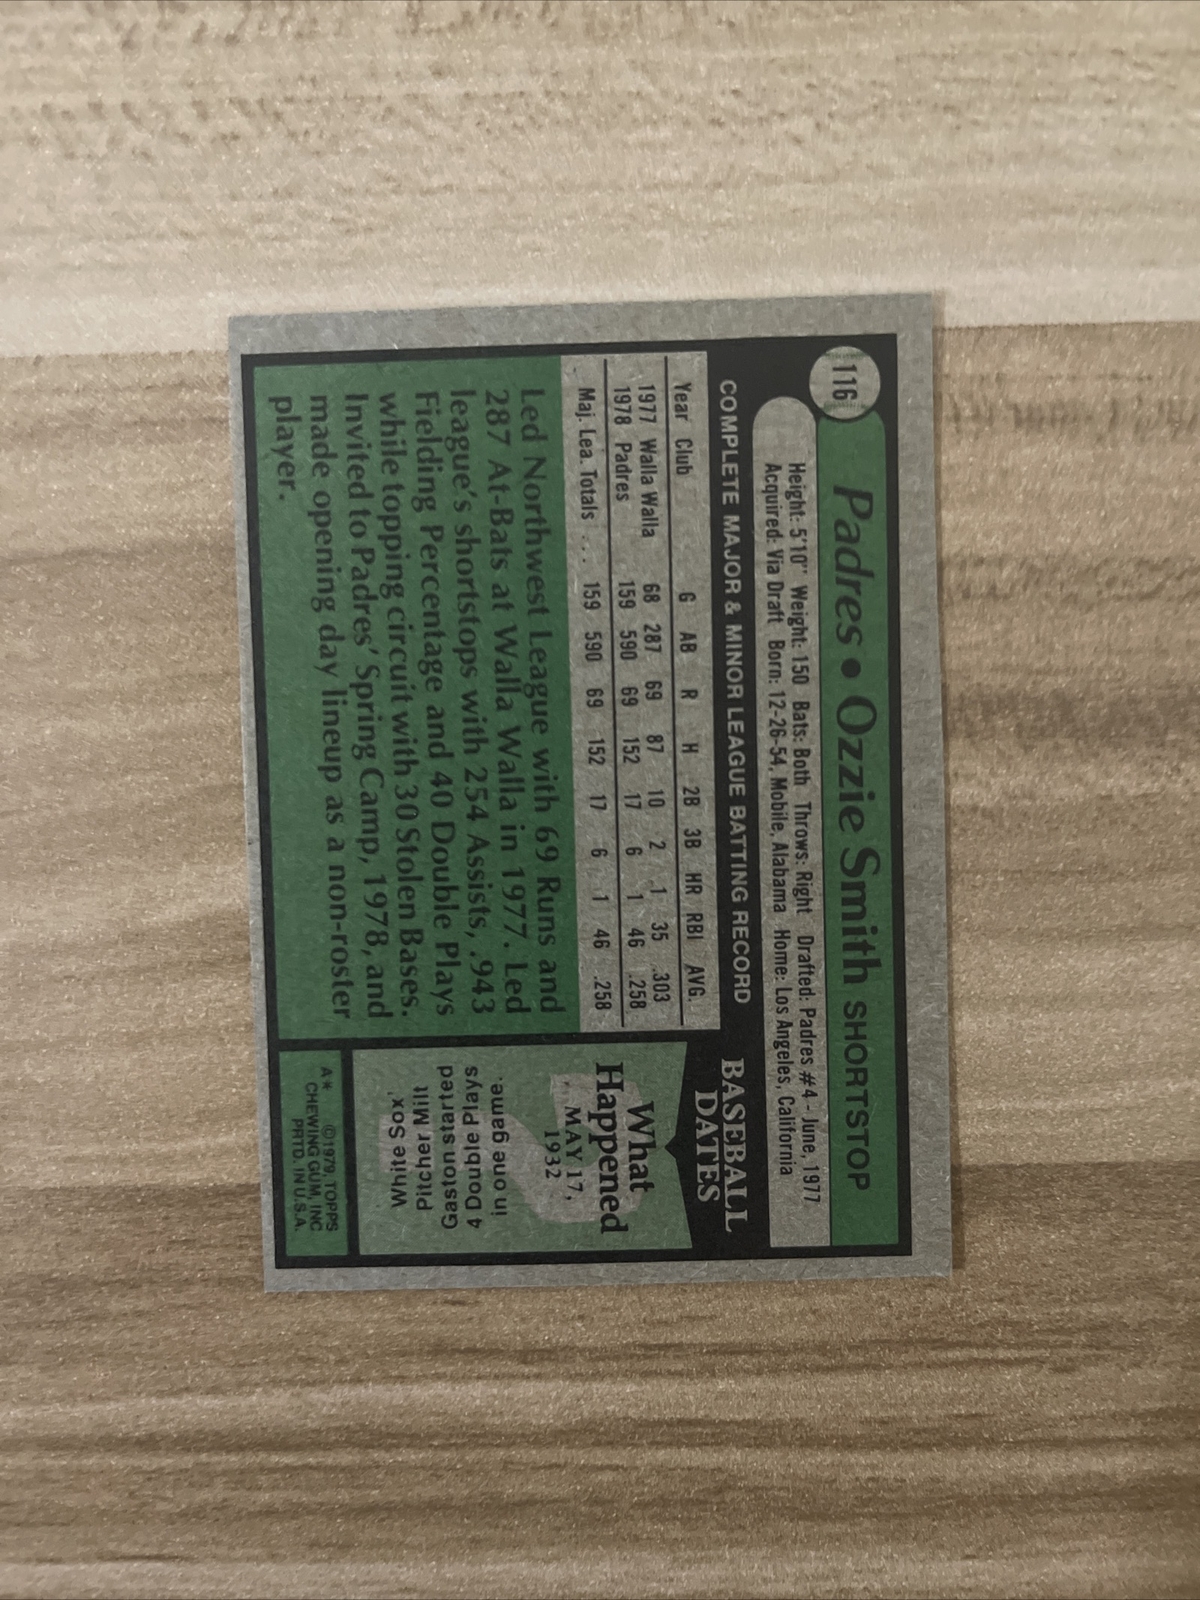 116
Padres • Ozzie Smith SHORTSTOP
Height: 5'10" Weight: 150 Bats: Both Throws: Right Drafted: Padres #4 - June, 1977
Acquired: Via Draft Born: 12-26-54, Mobile, Alabama Home: Los Angeles, California
COMPLETE MAJOR & MINOR LEAGUE BATTING RECORD
Year Club G AB R H 2B 3B HR RBI AVG.
1977 Walla Walla 68 287 69 87 10 2 1 35 .303
1978 Padres 159 590 69 152 17 6 1 46 .258
Maj. Lea. Totals ... 159 590 69 152 17 6 1 46 .258
Led Northwest League with 69 Runs and
287 At-Bats at Walla Walla in 1977. Led
league's shortstops with 254 Assists, .943
Fielding Percentage and 40 Double Plays
while topping circuit with 30 Stolen Bases.
Invited to Padres' Spring Camp, 1978, and
made opening day lineup as a non-roster
player.
BASEBALL
DATES
What
Happened
MAY 17,
1932
White Sox'
Pitcher Milt
Gaston started
4 Double Plays
in one game.
A* ©1979 TOPPS
CHEWING GUM, INC
PRTD. IN U.S.A.